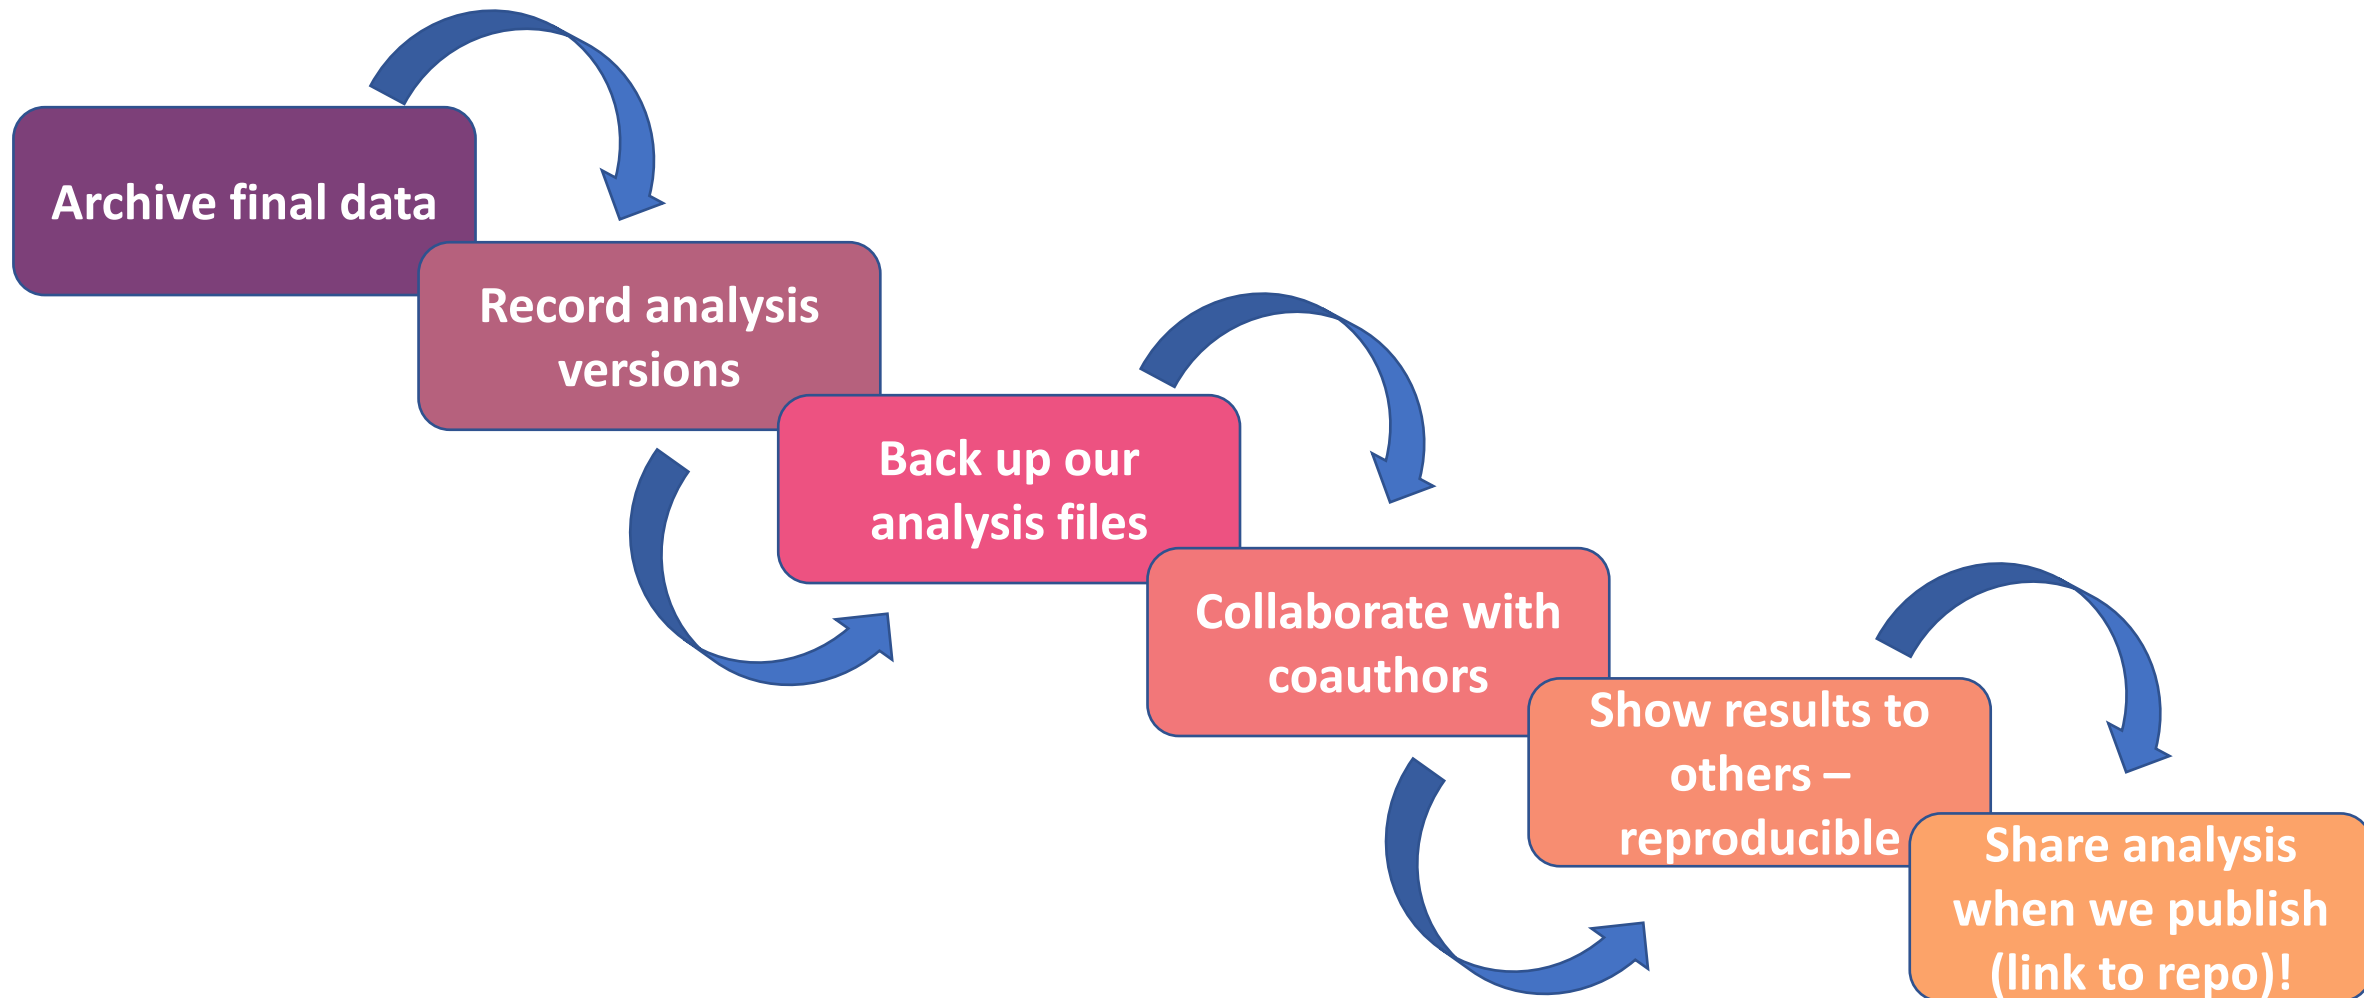 Archive final data
Record analysis
versions
Back up our
analysis files
Collaborate with
coauthors
Show results to
others –
reproducible
Share analysis
when we publish
(link to repo)!